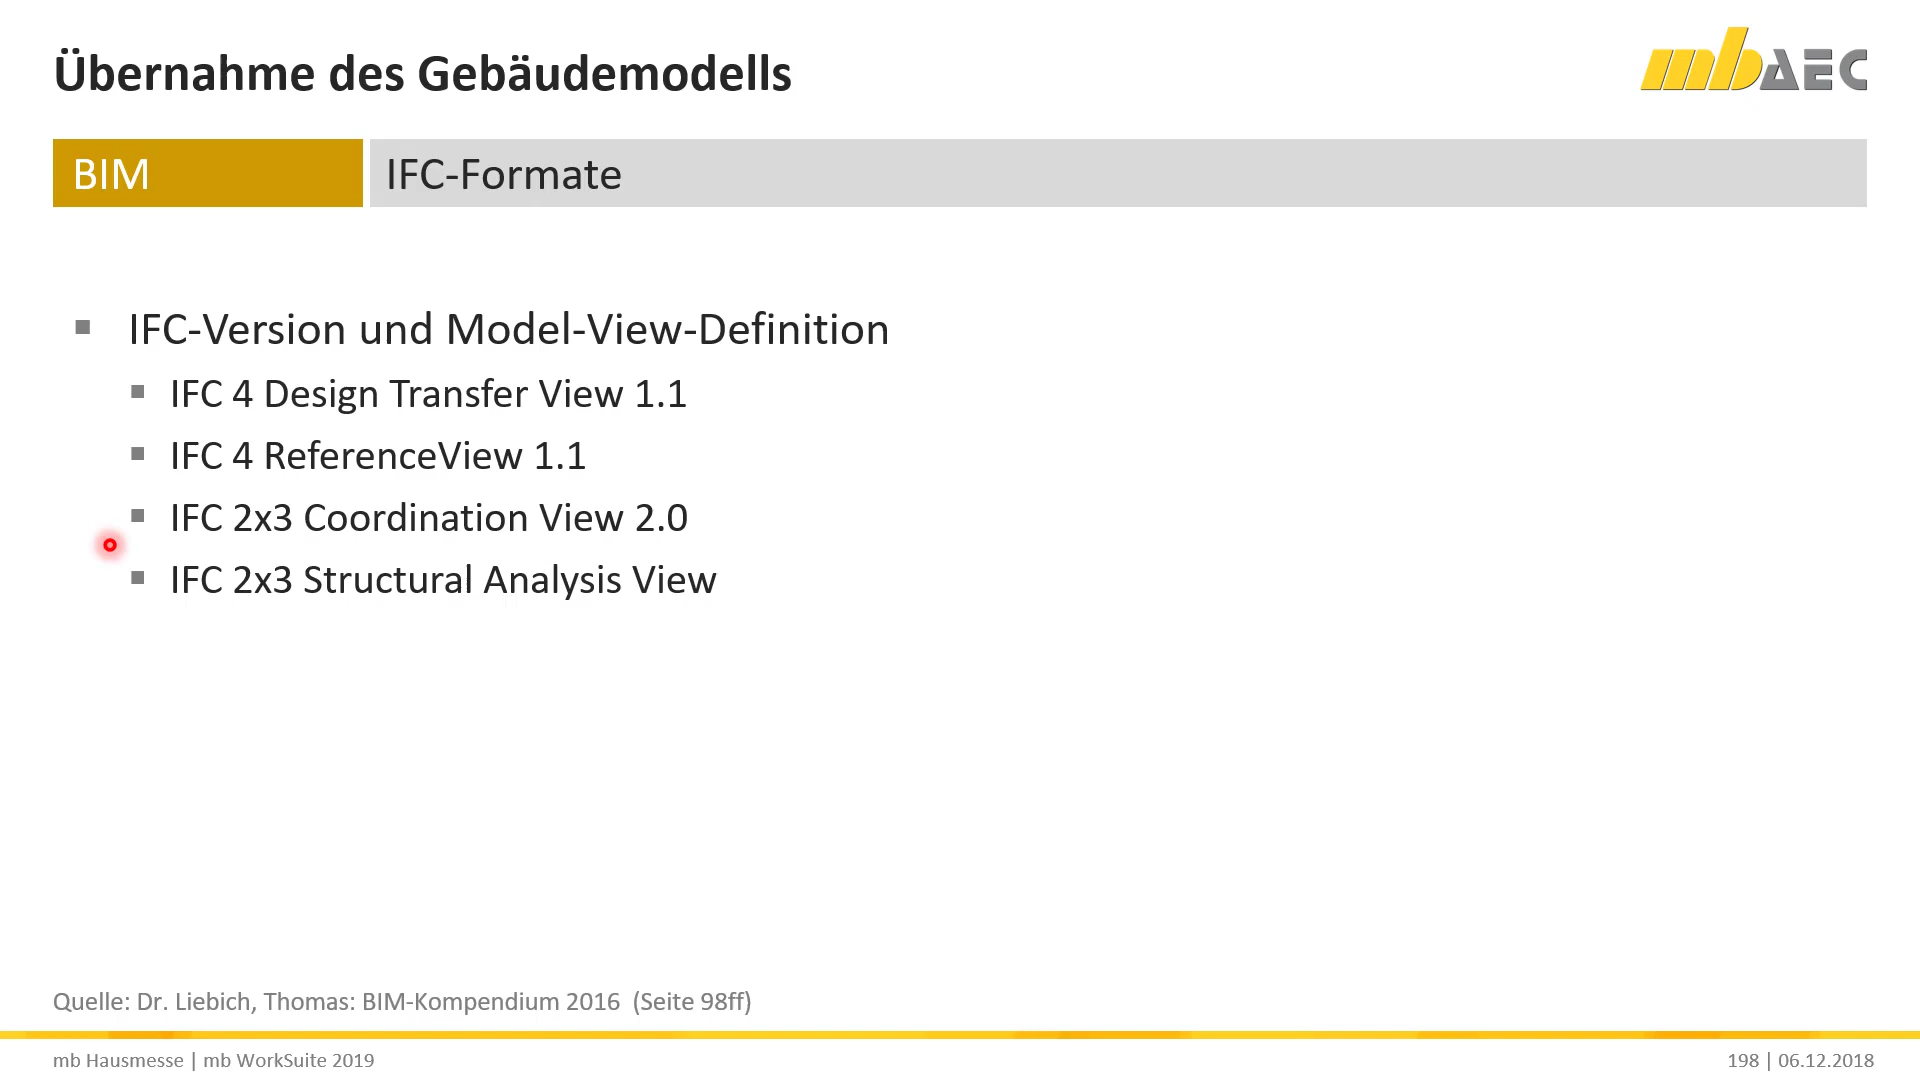 Übernahme des Gebäudemodells
mbAEC
BIM
IFC-Formate
IFC-Version und Model-View-Definition
IFC 4 Design Transfer View 1.1
IFC 4 ReferenceView 1.1
IFC 2x3 Coordination View 2.0
IFC 2x3 Structural Analysis View
Quelle: Dr. Liebich, Thomas: BIM-Kompendium 2016 (Seite 98ff)
mb Hausmesse | mb WorkSuite 2019
198 | 06.12.2018